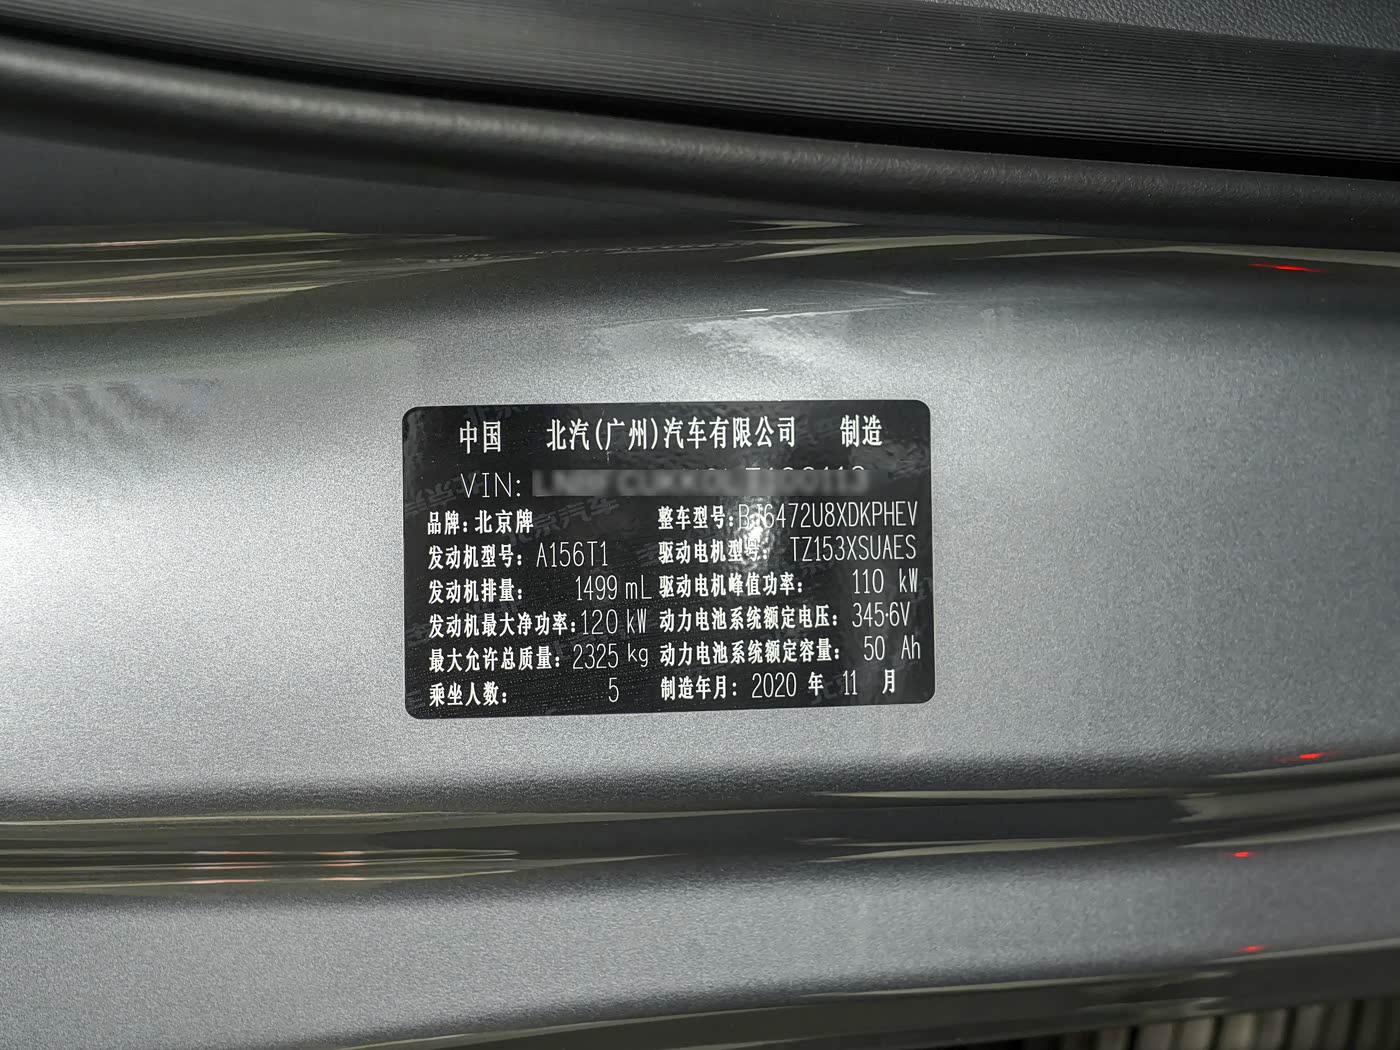 中国 北汽(广州)汽车有限公司 制造
VIN:
品牌:北京牌 整车型号:BJ6472U8XDKPHEV
发动机型号: A156T1 驱动电机型号: TZ153XSUAES
发动机排量: 1499 mL 驱动电机峰值功率: 110 kW
发动机最大净功率:120 kW 动力电池系统额定电压: 345.6V
最大允许总质量: 2325 kg 动力电池系统额定容量: 50 Ah
乘坐人数: 5 制造年月: 2020 年 11 月